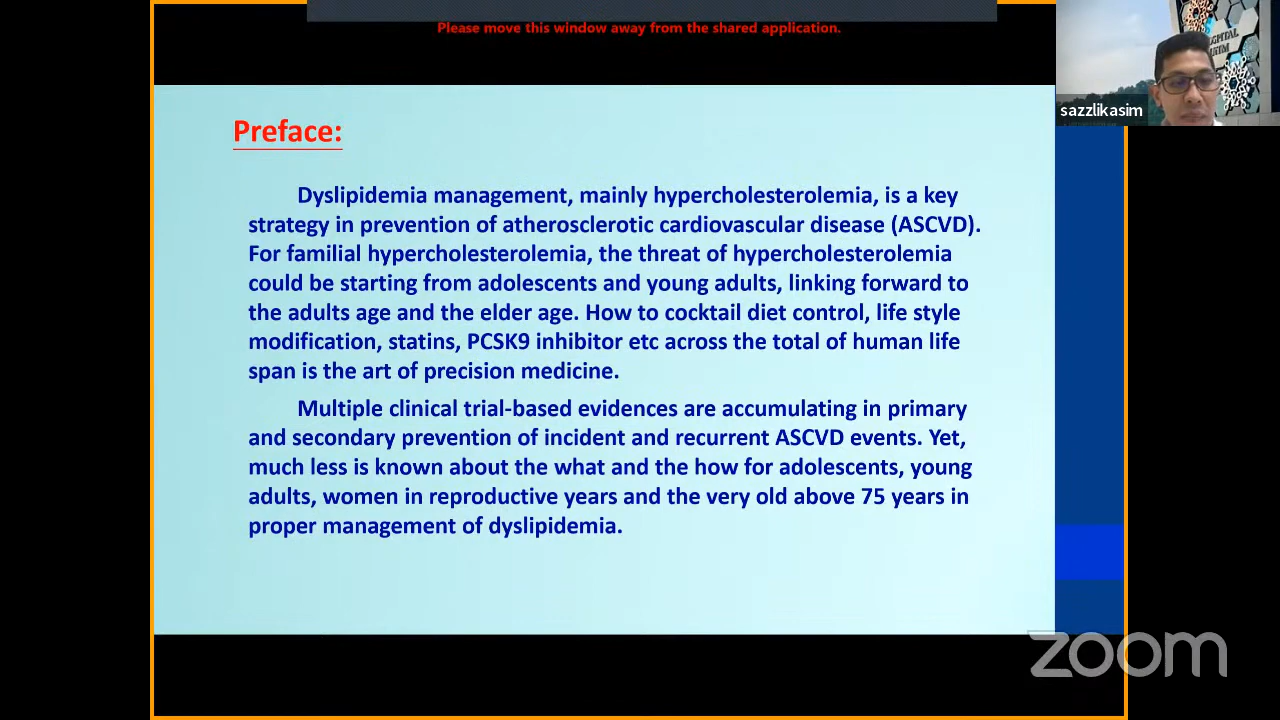 Please move this window away from the shared application.
sazzlikasim
Preface:
Dyslipidemia management, mainly hypercholesterolemia, is a key
strategy in prevention of atherosclerotic cardiovascular disease (ASCVD).
For familial hypercholesterolemia, the threat of hypercholesterolemia
could be starting from adolescents and young adults, linking forward to
the adults age and the elder age. How to cocktail diet control, life style
modification, statins, PCSK9 inhibitor etc across the total of human life
span is the art of precision medicine.
Multiple clinical trial-based evidences are accumulating in primary
and secondary prevention of incident and recurrent ASCVD events. Yet,
much less is known about the what and the how for adolescents, young
adults, women in reproductive years and the very old above 75 years in
proper management of dyslipidemia.
zoom